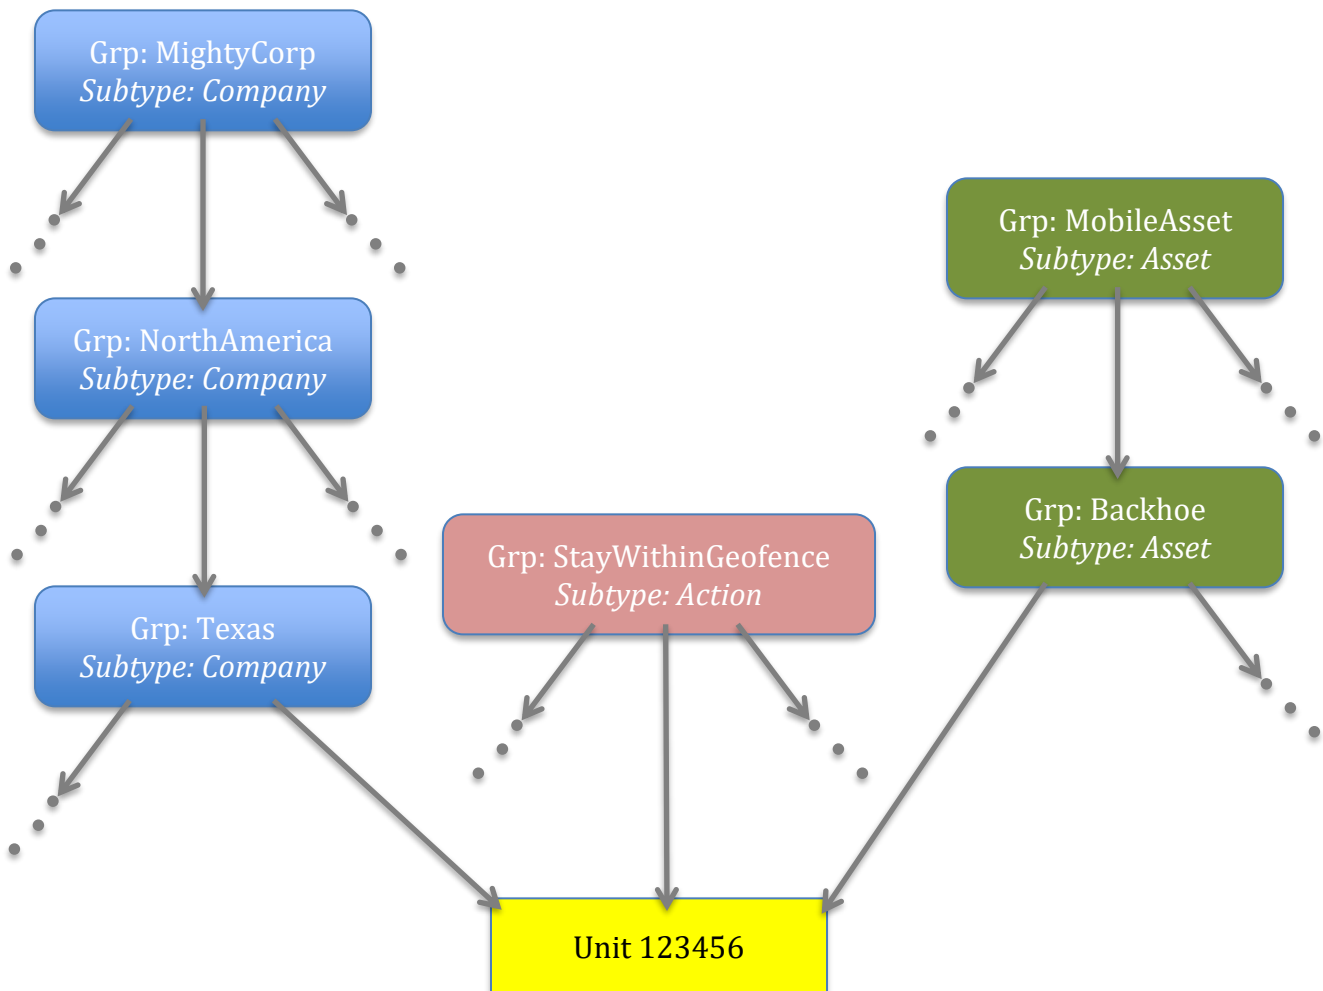 Grp: MightyCorp
Subtype: Company
Grp: MobileAsset
Subtype: Asset
Grp: NorthAmerica
Subtype: Company
Grp: Backhoe
Subtype: Asset
Grp: StayWithinGeofence
Subtype: Action
Grp: Texas
Subtype: Company
Unit 123456